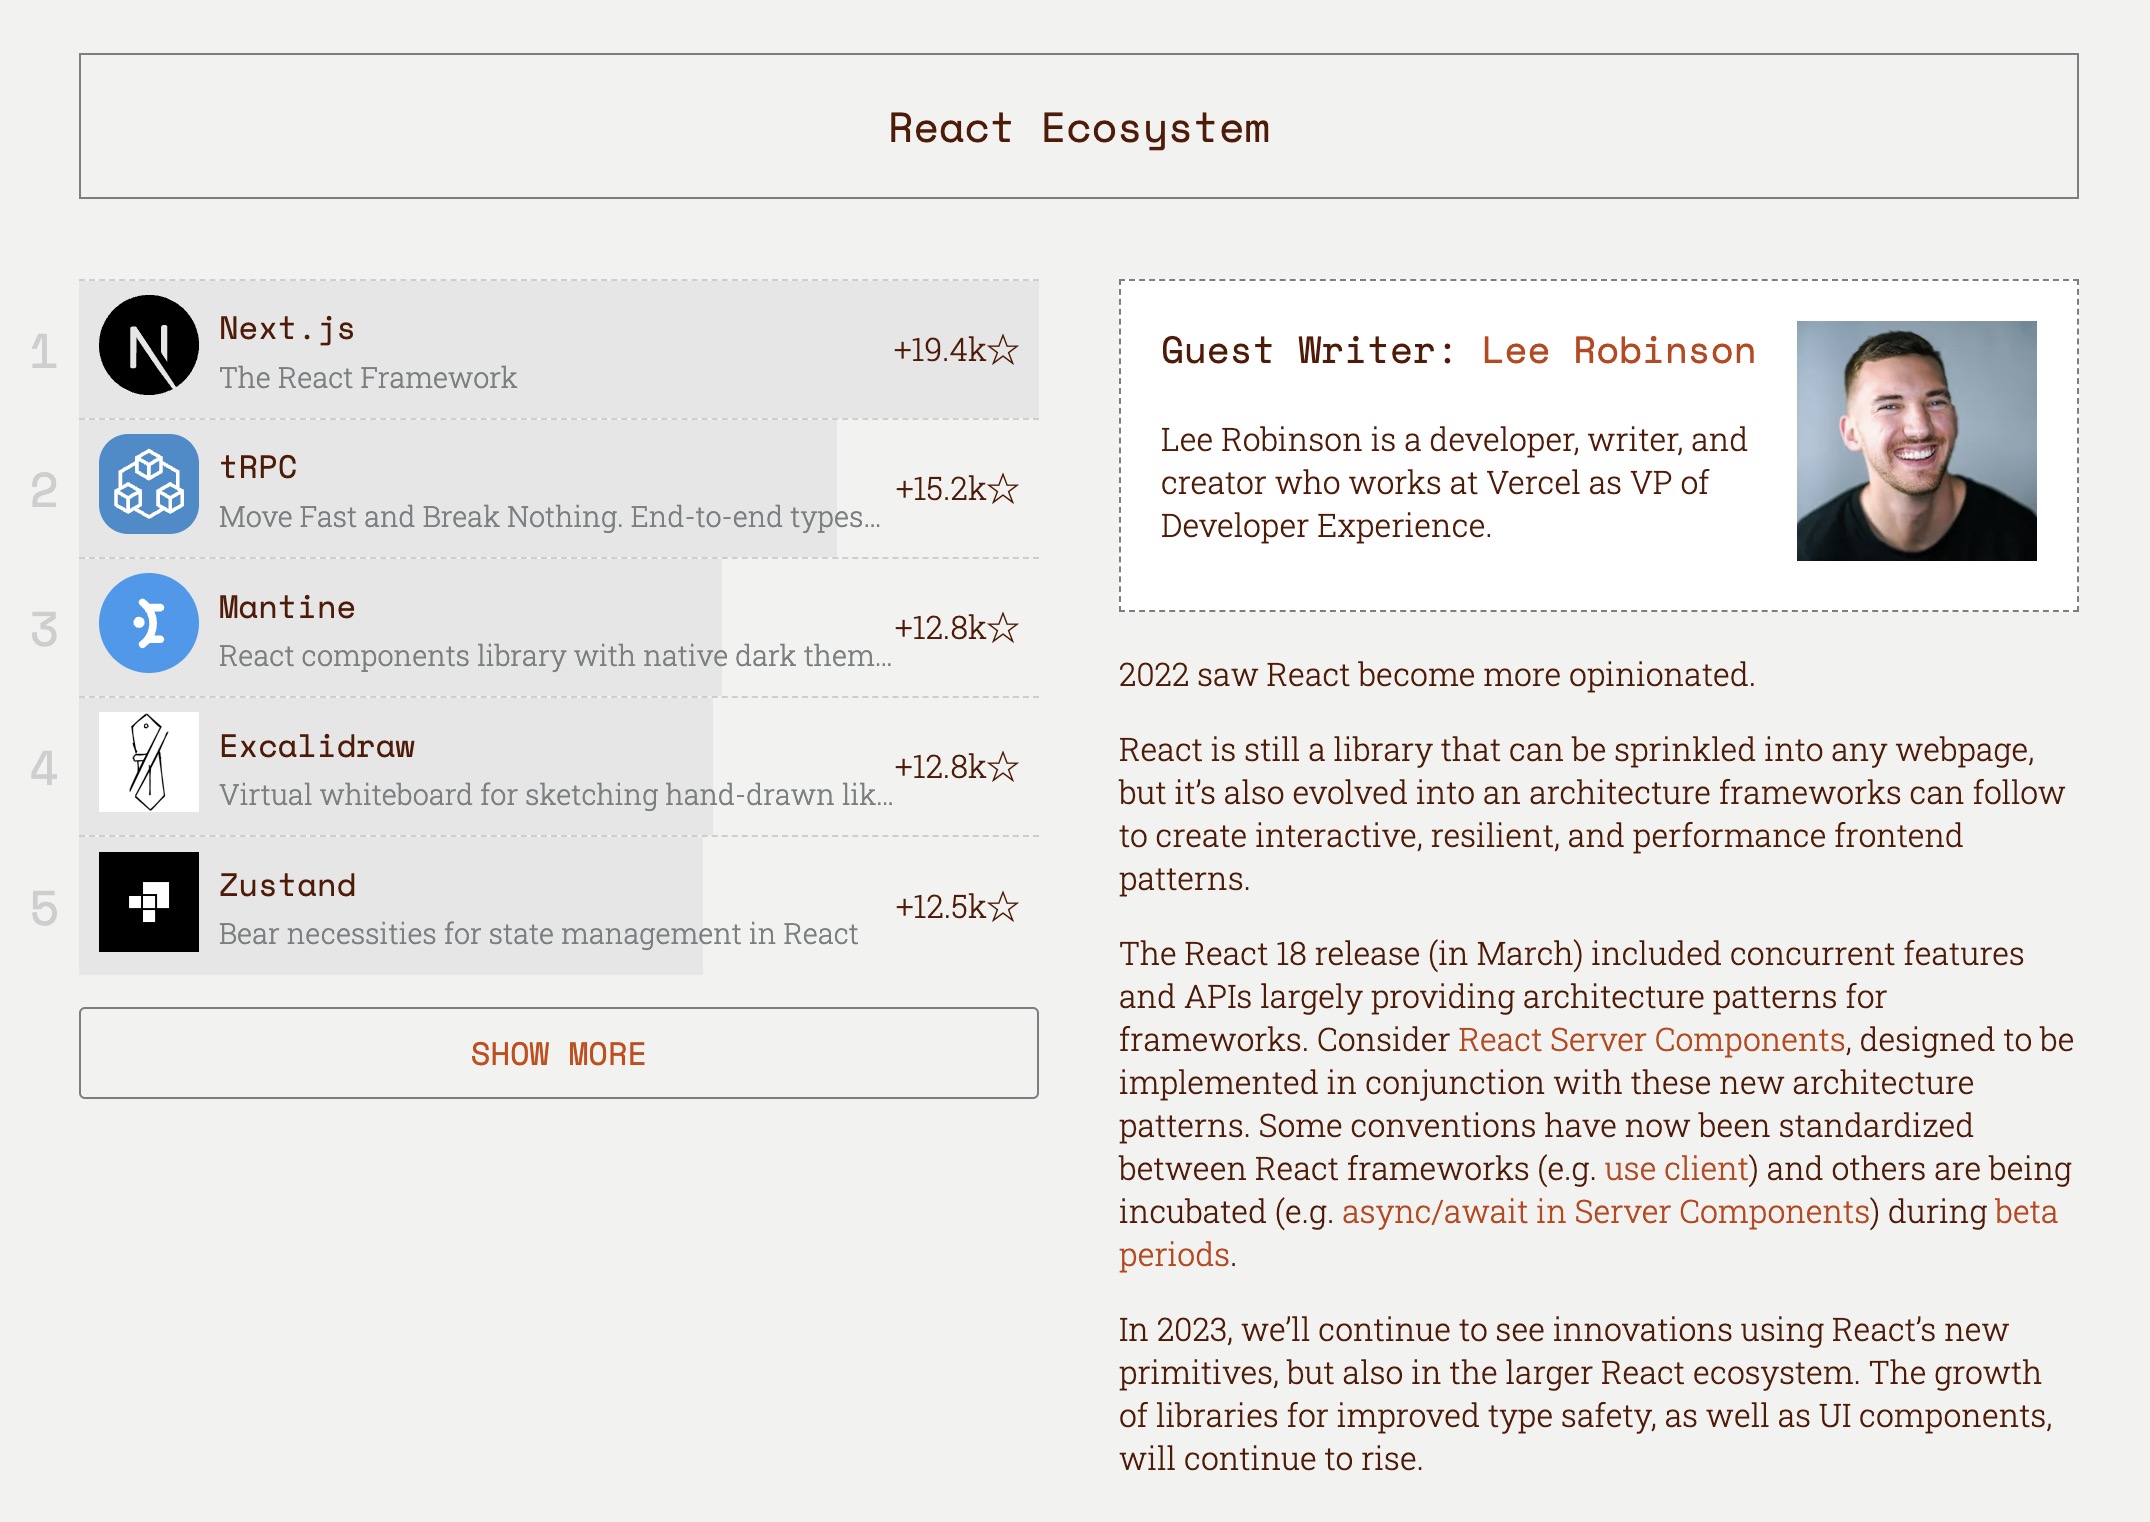 React Ecosystem
1
Next.js
The React Framework
+19.4k☆
2
tRPC
Move Fast and Break Nothing. End-to-end types...
+15.2k☆
3
Mantine
React components library with native dark them...
+12.8k☆
4
Excalidraw
Virtual whiteboard for sketching hand-drawn lik...
+12.8k☆
5
Zustand
Bear necessities for state management in React
+12.5k☆
SHOW MORE
Guest Writer: Lee Robinson
Lee Robinson is a developer, writer, and
creator who works at Vercel as VP of
Developer Experience.
2022 saw React become more opinionated.
React is still a library that can be sprinkled into any webpage,
but it’s also evolved into an architecture frameworks can follow
to create interactive, resilient, and performance frontend
patterns.
The React 18 release (in March) included concurrent features
and APIs largely providing architecture patterns for
frameworks. Consider React Server Components, designed to be
implemented in conjunction with these new architecture
patterns. Some conventions have now been standardized
between React frameworks (e.g. use client) and others are being
incubated (e.g. async/await in Server Components) during beta
periods.
In 2023, we’ll continue to see innovations using React’s new
primitives, but also in the larger React ecosystem. The growth
of libraries for improved type safety, as well as UI components,
will continue to rise.